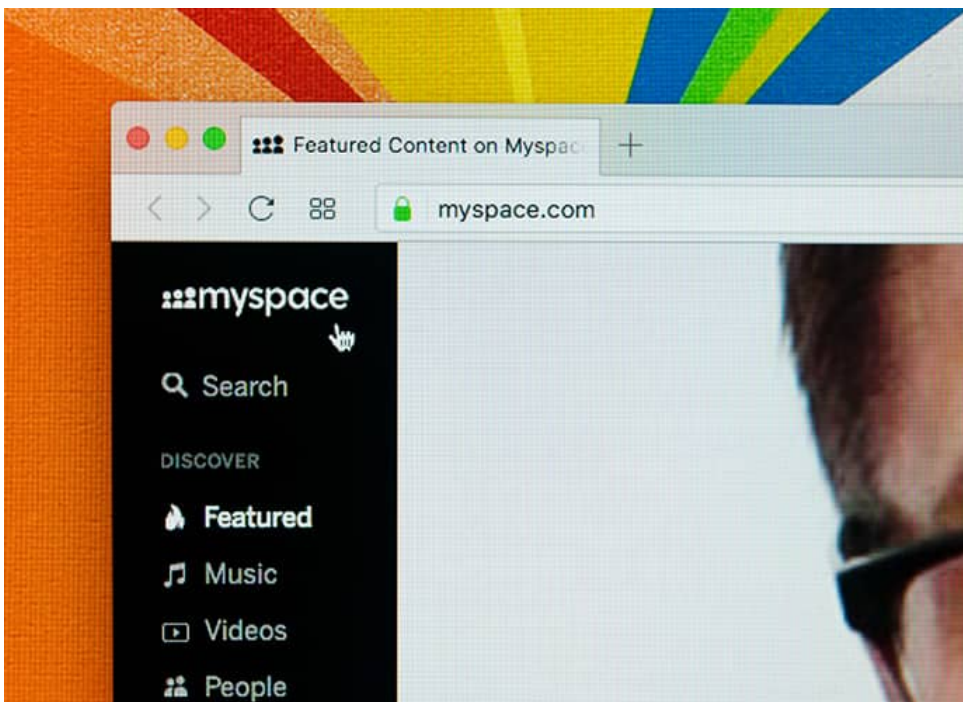 Featured Content on Myspac
myspace.com
myspace
Search
DISCOVER
Featured
Music
Videos
People